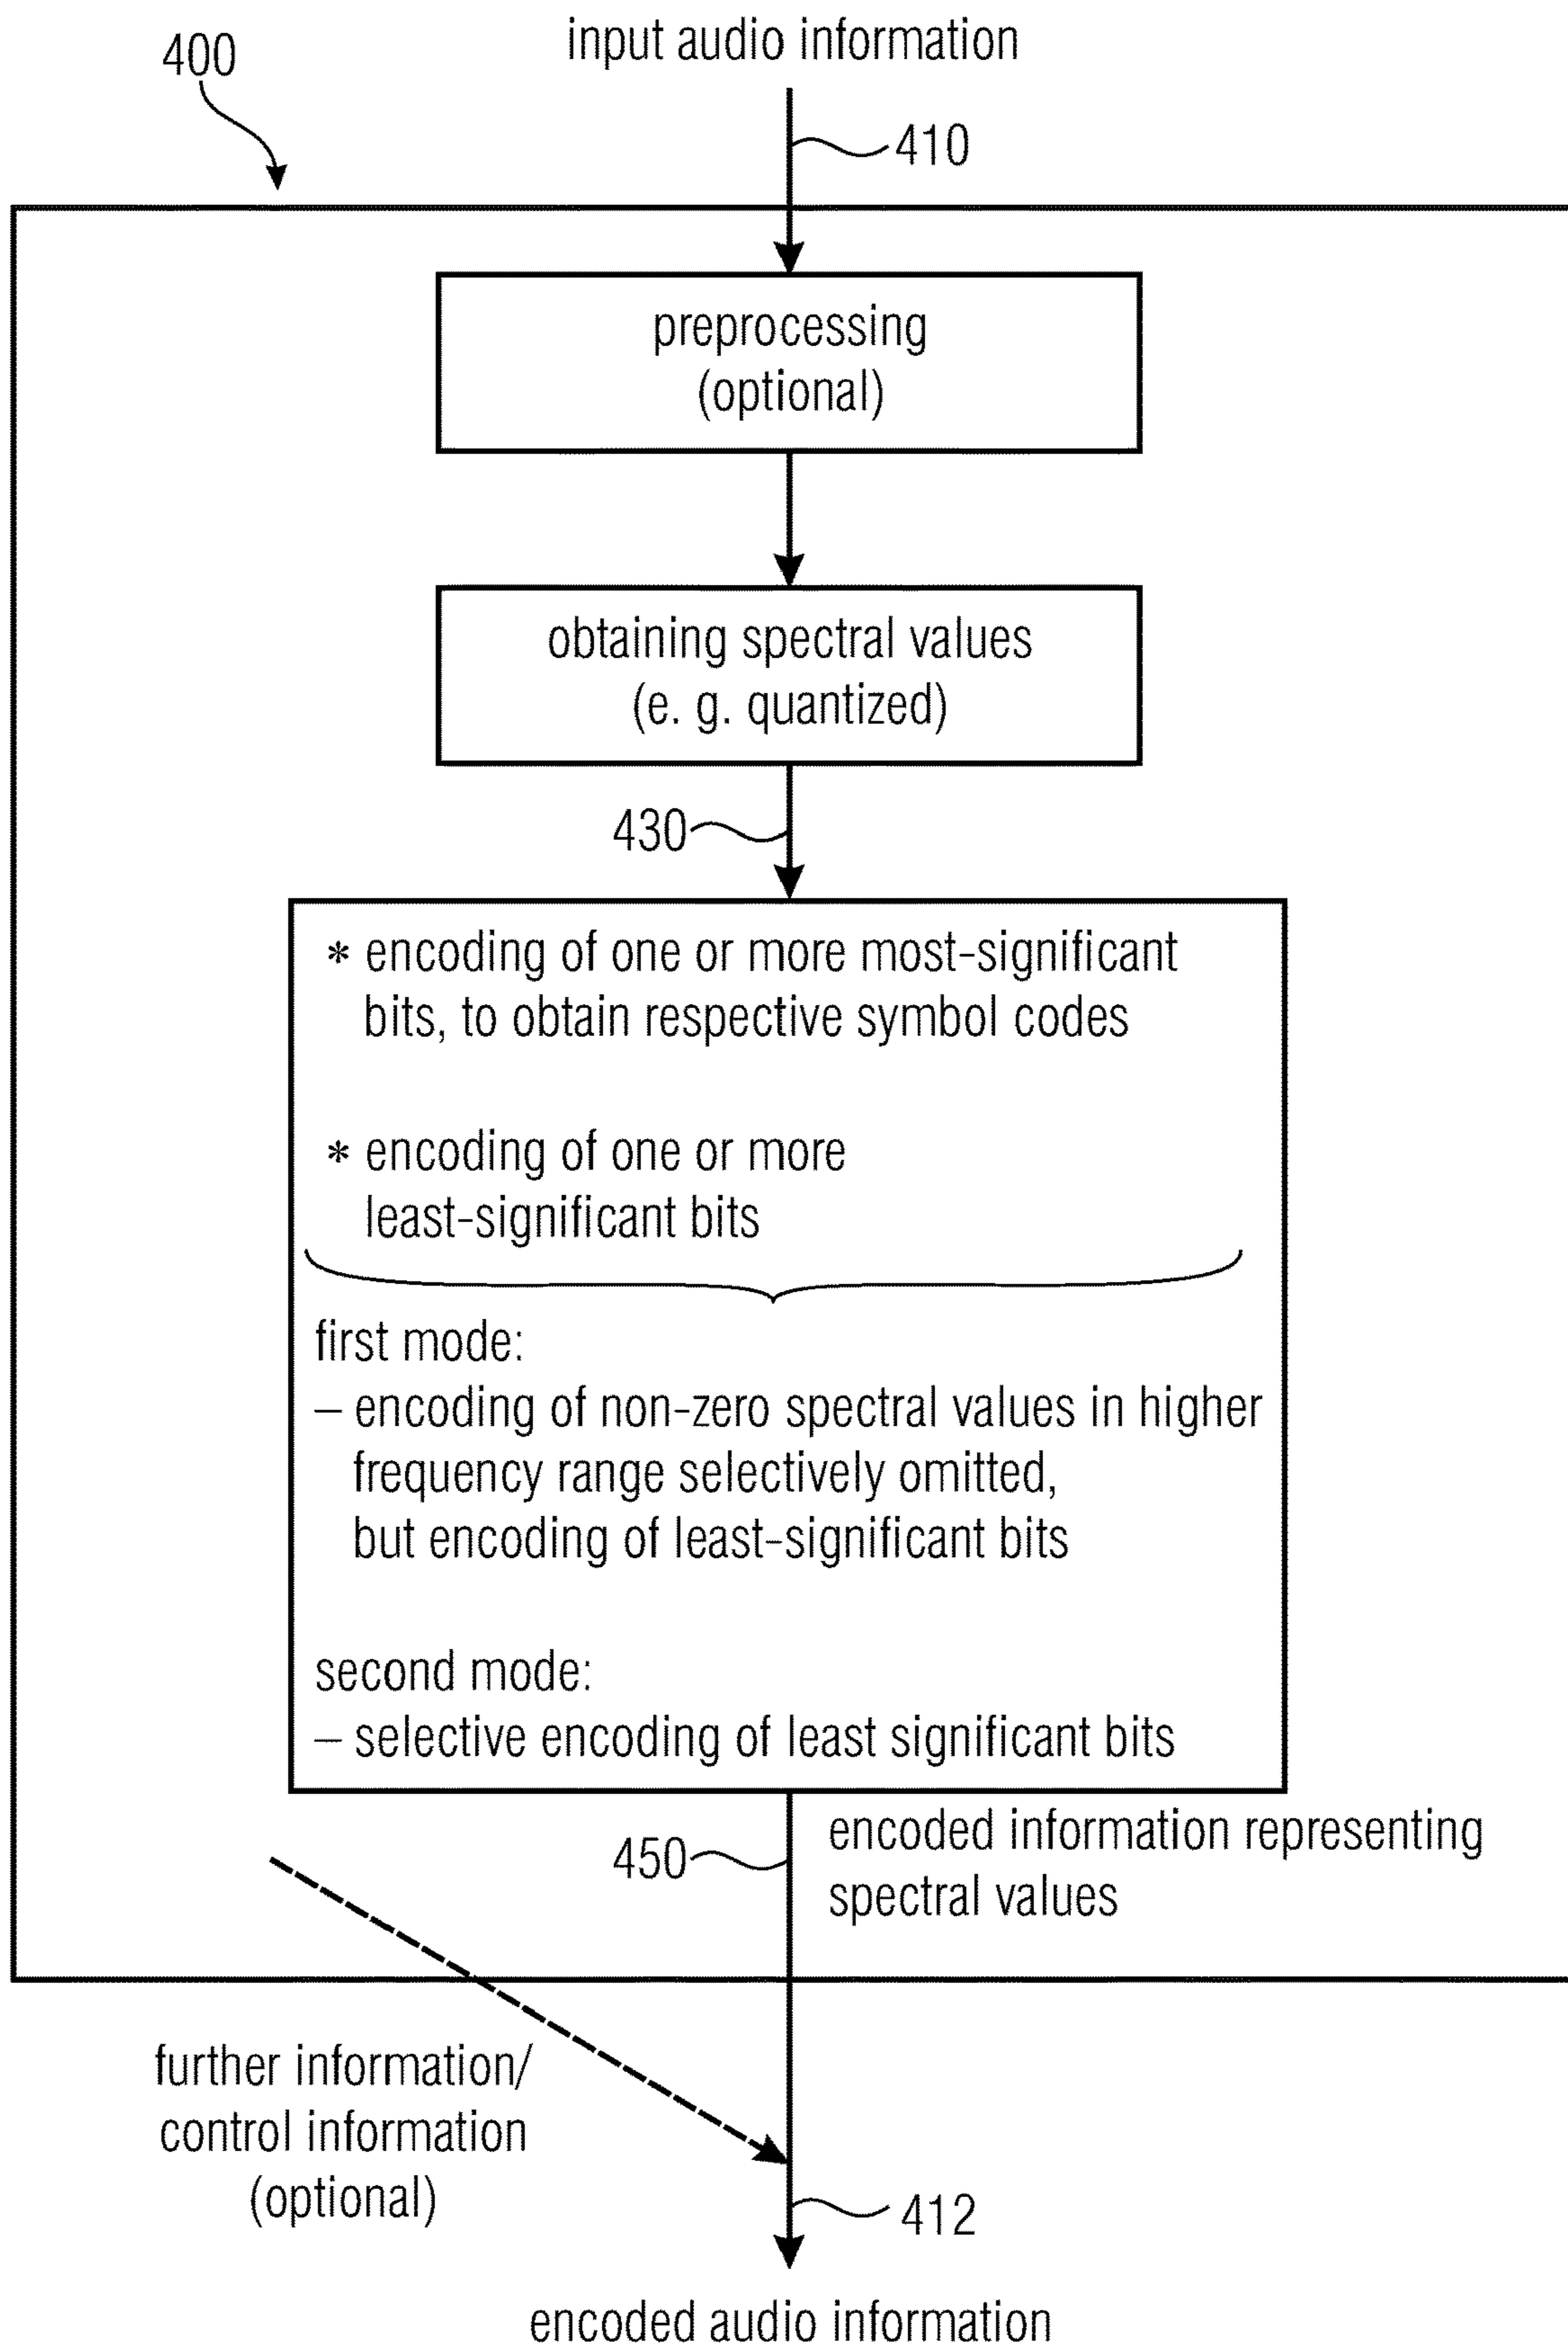 400
input audio information
410
preprocessing
(optional)
obtaining spectral values
(e. g. quantized)
430
* encoding of one or more most-significant
bits, to obtain respective symbol codes
* encoding of one or more
least-significant bits
first mode:
– encoding of non-zero spectral values in higher
frequency range selectively omitted,
but encoding of least-significant bits
second mode:
– selective encoding of least significant bits
450
encoded information representing
spectral values
further information/
control information
(optional)
412
encoded audio information